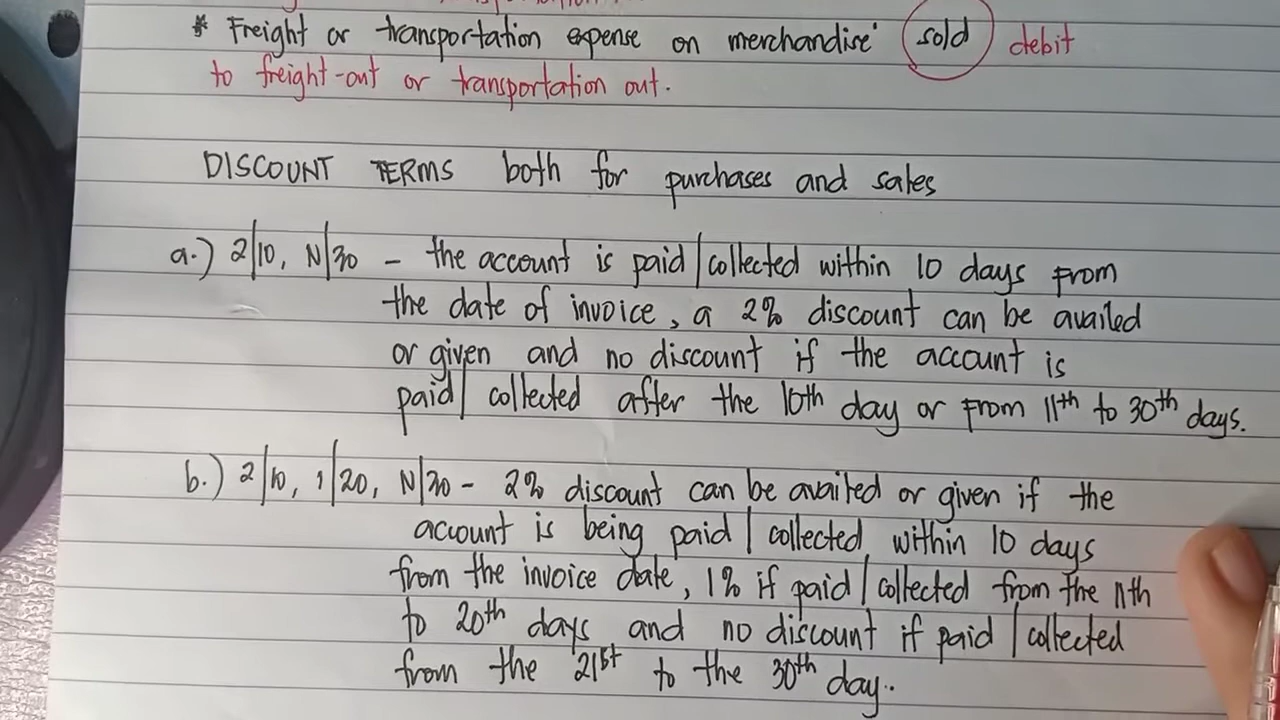 * Freight or transportation expense on merchandise sold debit
to freight-out or transportation out.
DISCOUNT TERMS both for purchases and sales
a.) 2/10, N/30 - the account is paid/collected within 10 days from
the date of invoice, a 2% discount can be availed
or given and no discount if the account is
paid/ collected after the 10th day or from 11th to 30th days.
b.) 2/10, 1/20, N/30 - 2% discount can be availed or given if the
account is being paid / collected within 10 days
from the invoice date, 1% if paid / collected from the 11th
to 20th days and no discount if paid / collected
from the 21st to the 30th day..